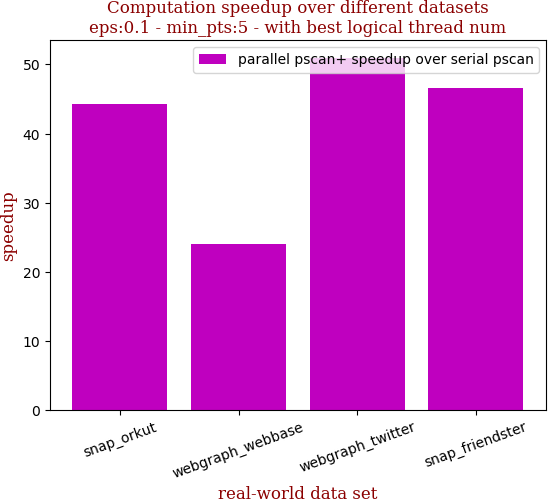 Computation speedup over different datasets
eps:0.1 - min_pts:5 - with best logical thread num
parallel pscan+ speedup over serial pscan
speedup
50
40
30
20
10
0
snap_orkut
webgraph_webbase
webgraph_twitter
snap_friendster
real-world data set